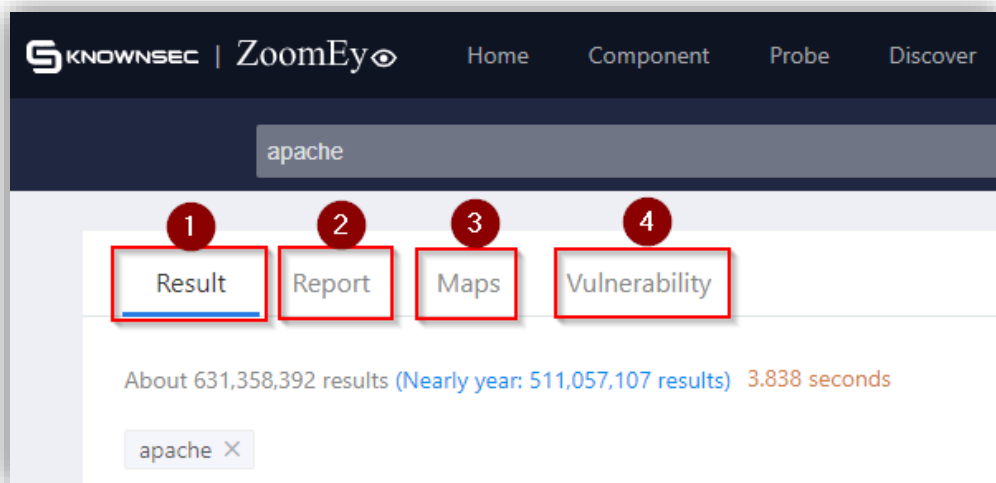 KNOWNSEC | ZoomEye Home Component Probe Discover
apache
1 2 3 4
Result Report Maps Vulnerability
About 631,358,392 results (Nearly year: 511,057,107 results) 3.838 seconds
apache ×